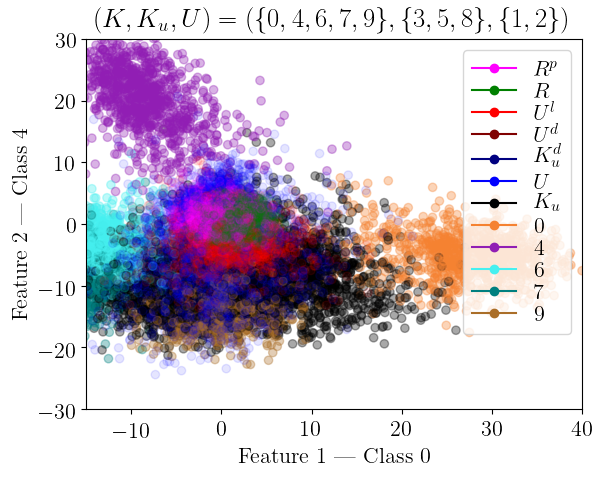 (K, K_u, U) = ({0, 4, 6, 7, 9}, {3, 5, 8}, {1, 2})
30
20
10
0
−10
−20
−30
Feature 2 — Class 4
R^p
R
U^l
U^d
K_u^d
U
K_u
0
4
6
7
9
−10
0
10
20
30
40
Feature 1 — Class 0